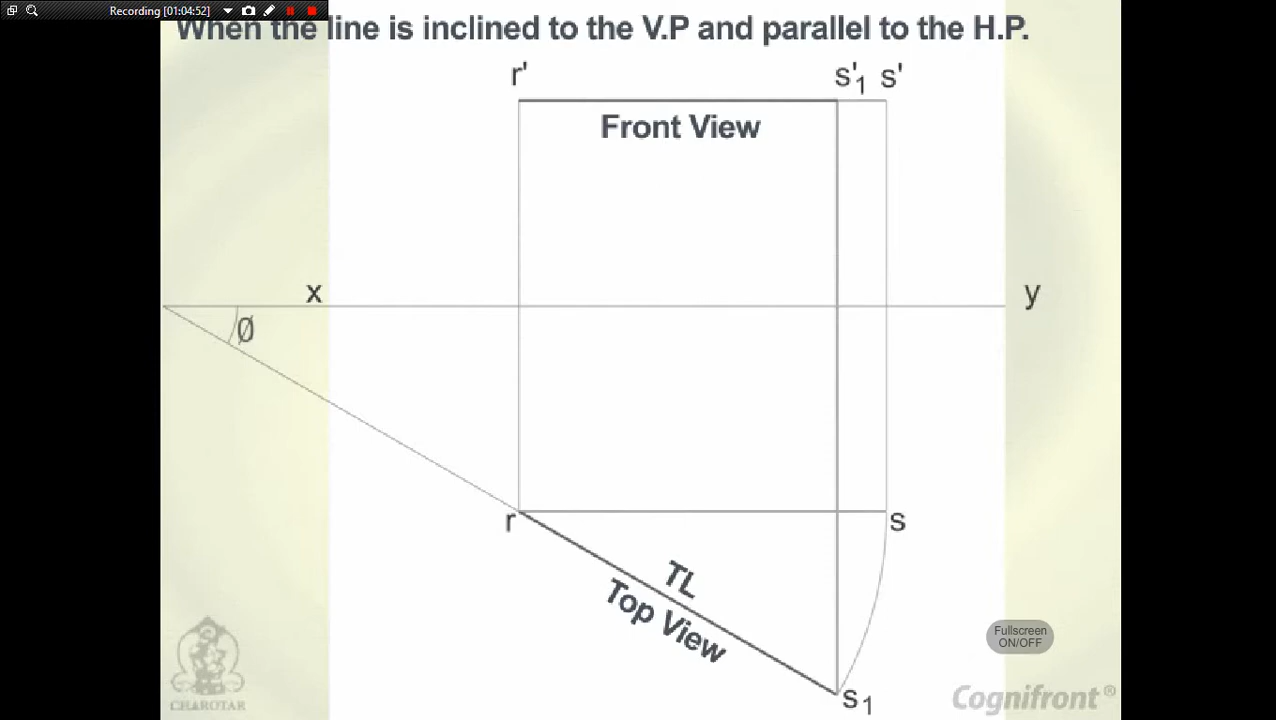 Recording [01:04:52]
When the line is inclined to the V.P and parallel to the H.P.
r' s'1 s'
Front View
x y
Ø
r s
TL
Top View
Fullscreen
ON/OFF
s1
CHAROTAR
Cognifront ®